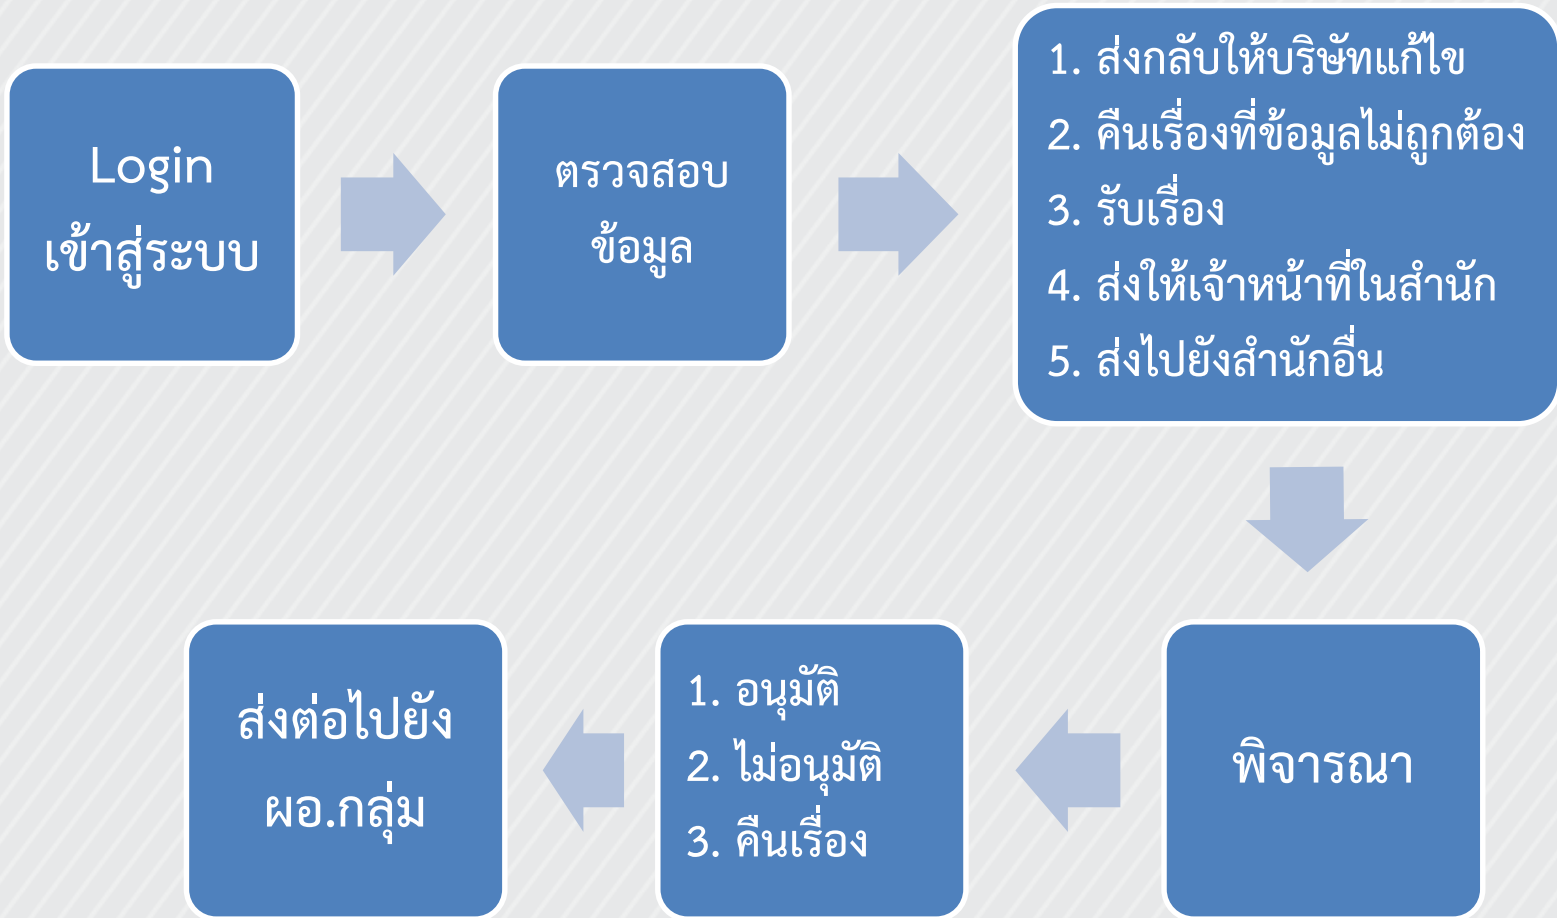 Login
เข้าสู่ระบบ
ตรวจสอบ
ข้อมูล
1. ส่งกลับให้บริษัทแก้ไข
2. คืนเรื่องที่ข้อมูลไม่ถูกต้อง
3. รับเรื่อง
4. ส่งให้เจ้าหน้าที่ในสำนัก
5. ส่งไปยังสำนักอื่น
พิจารณา
1. อนุมัติ
2. ไม่อนุมัติ
3. คืนเรื่อง
ส่งต่อไปยัง
ผอ.กลุ่ม